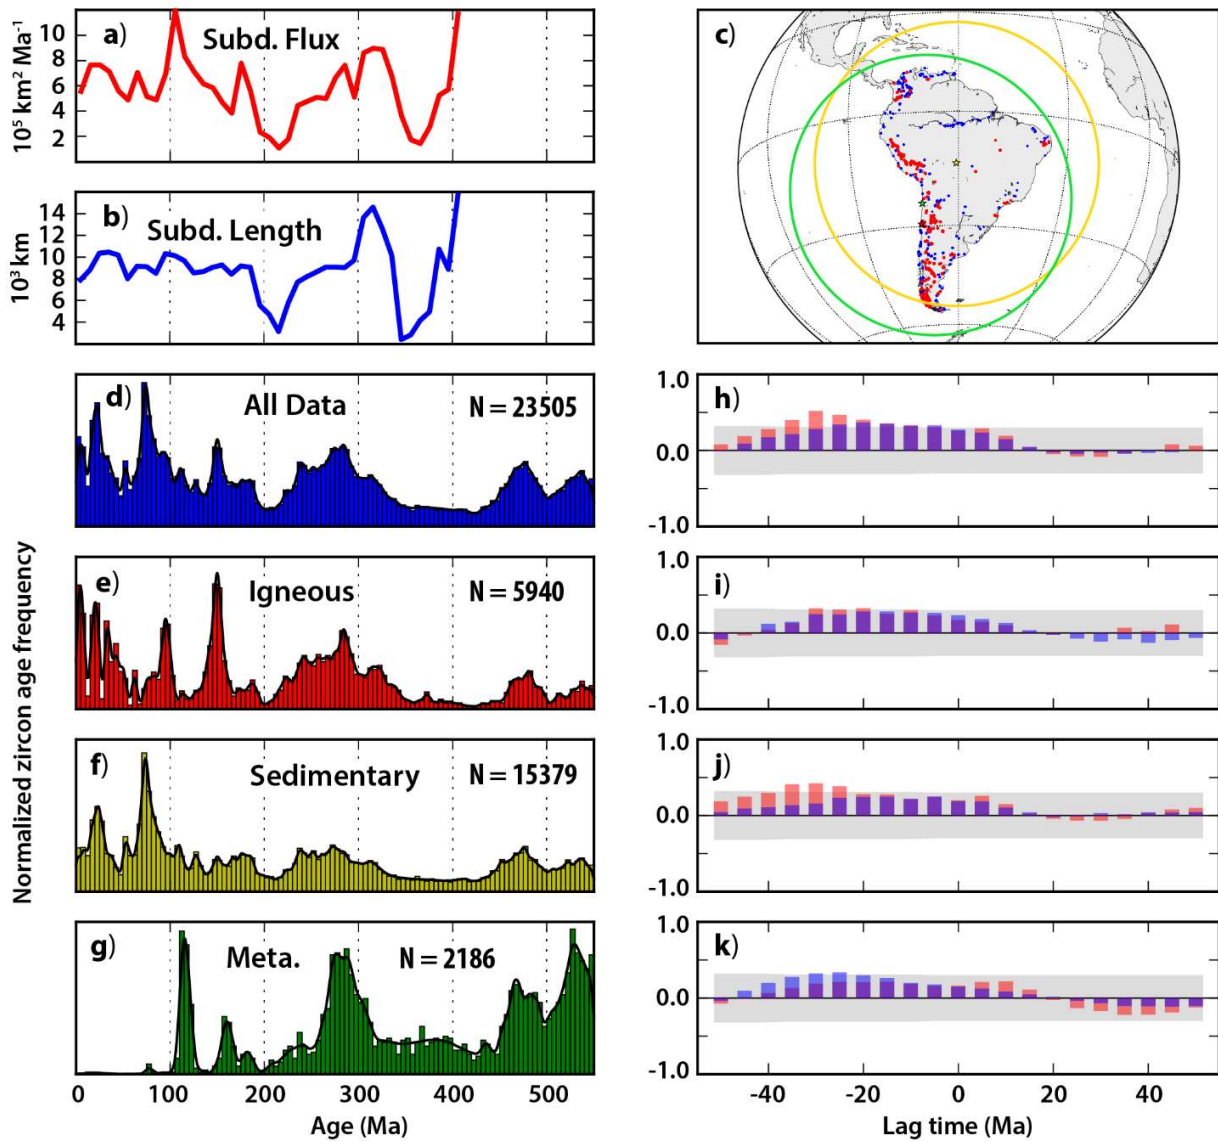 a) Subd. Flux
10
8
6
4
2
10⁵ km² Ma⁻¹
b) Subd. Length
14
12
10
8
6
4
10³ km
c)
d) All Data N = 23505
e) Igneous N = 5940
f) Sedimentary N = 15379
g) Meta. N = 2186
Normalized zircon age frequency
0 100 200 300 400 500
Age (Ma)
h)
1.0
0.0
-1.0
i)
1.0
0.0
-1.0
j)
1.0
0.0
-1.0
k)
1.0
0.0
-1.0
-40 -20 0 20 40
Lag time (Ma)